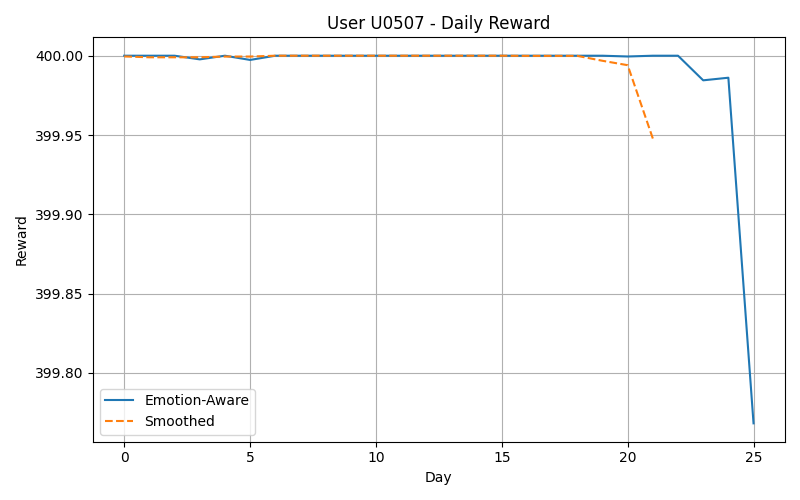 User U0507 - Daily Reward
400.00
399.95
399.90
399.85
399.80
Reward
Emotion-Aware
Smoothed
0 5 10 15 20 25
Day